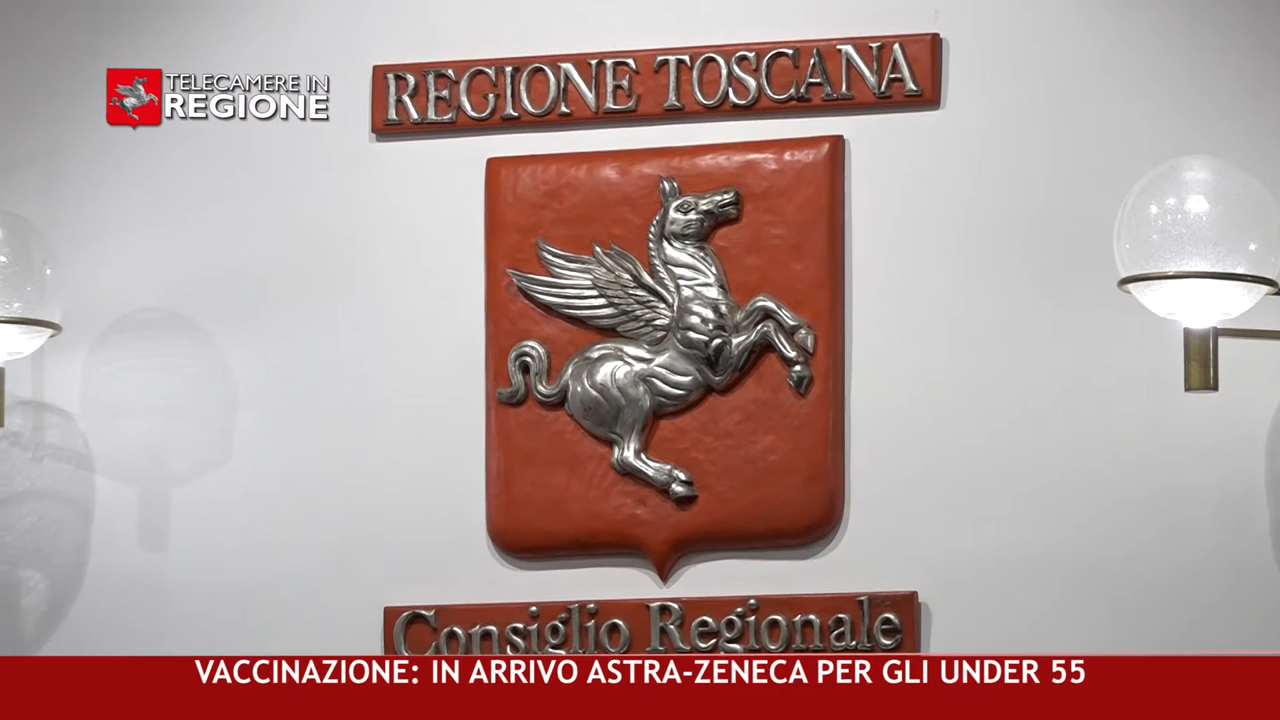 TELECAMERE IN
REGIONE
REGIONE TOSCANA
Consiglio Regionale
VACCINAZIONE: IN ARRIVO ASTRA-ZENECA PER GLI UNDER 55